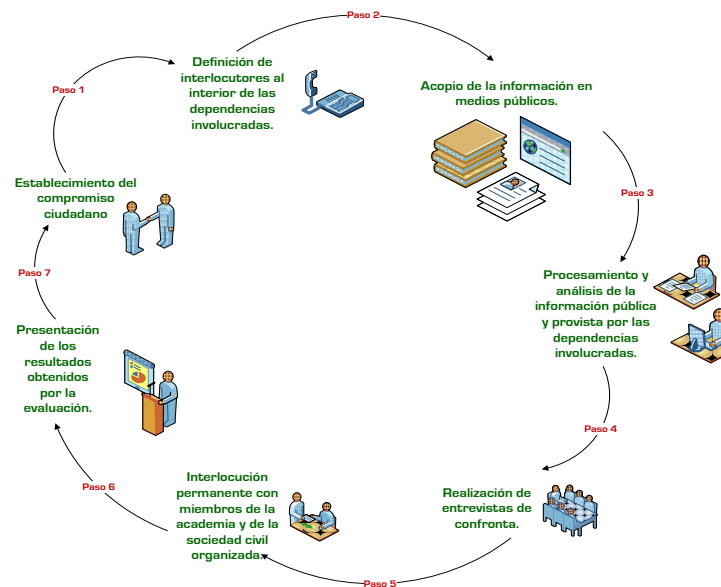 Paso 1
Definición de
interlocutores al
interior de las
dependencias
involucradas.
Paso 2
Acopio de la información en
medios públicos.
Paso 3
Procesamiento y
análisis de la
información pública
y provista por las
dependencias
involucradas.
Paso 4
Realización de
entrevistas de
confronta.
Paso 5
Interlocución
permanente con
miembros de la
academia y de la
sociedad civil
organizada.
Paso 6
Presentación
de los
resultados
obtenidos
por la
evaluación.
Paso 7
Establecimiento del
compromiso
ciudadano